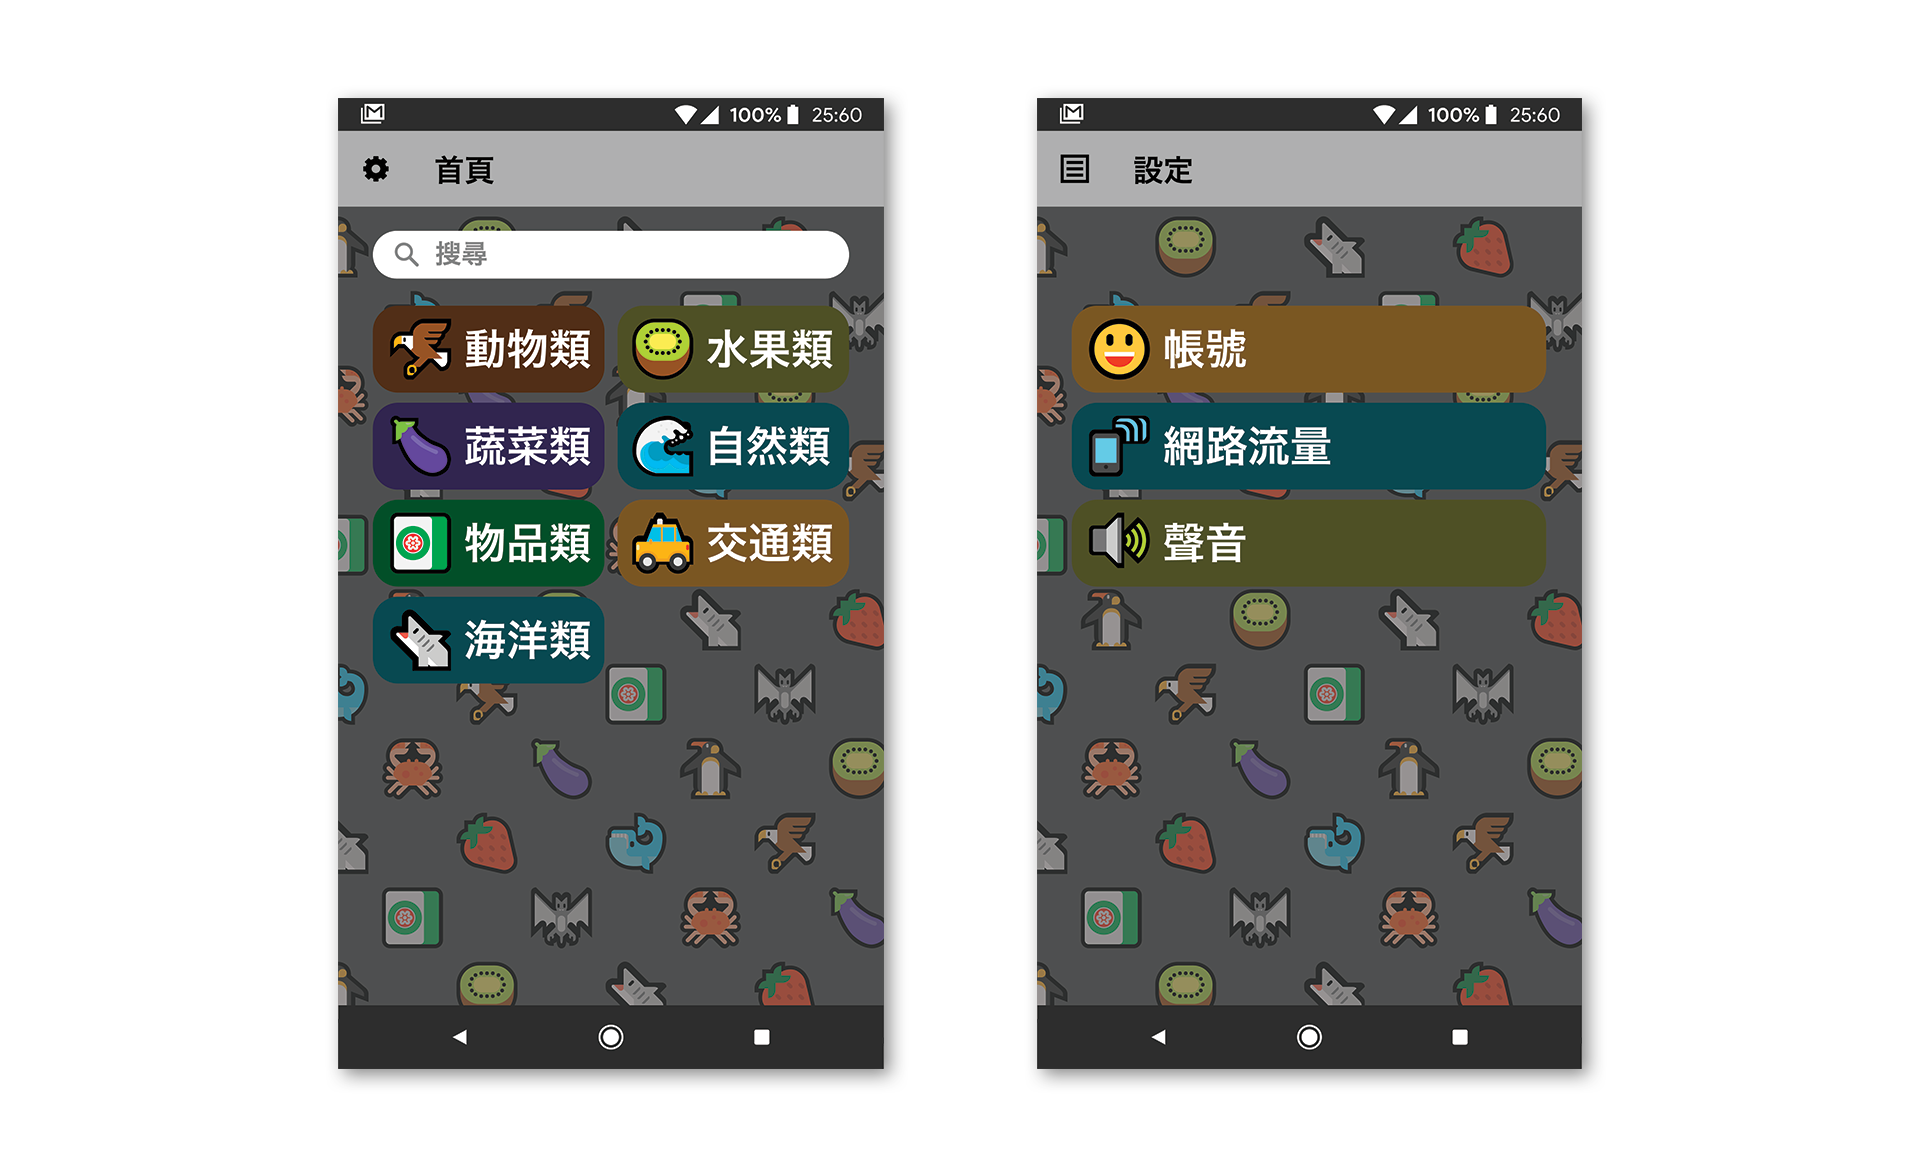 100% 25:60
首頁
搜尋
動物類 水果類
蔬菜類 自然類
物品類 交通類
海洋類
100% 25:60
設定
帳號
網路流量
聲音